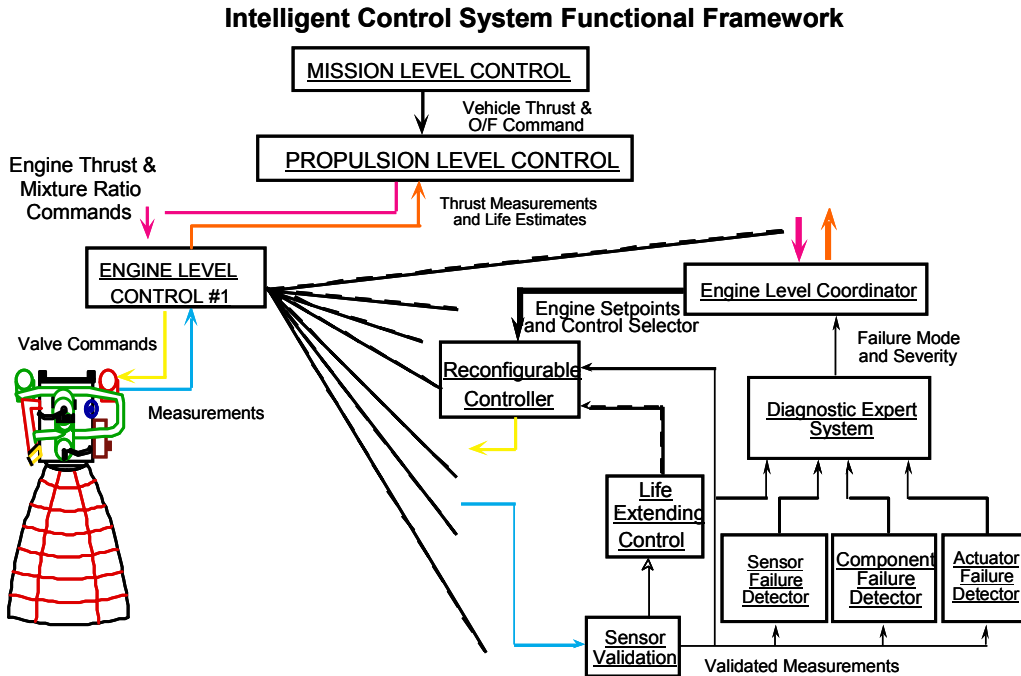 Intelligent Control System Functional Framework
MISSION LEVEL CONTROL
Vehicle Thrust &
O/F Command
PROPULSION LEVEL CONTROL
Engine Thrust &
Mixture Ratio
Commands
Thrust Measurements
and Life Estimates
ENGINE LEVEL
CONTROL #1
Engine Level Coordinator
Engine Setpoints
and Control Selector
Valve Commands
Failure Mode
and Severity
Reconfigurable
Controller
Measurements
Diagnostic Expert
System
Life
Extending
Control
Sensor
Failure
Detector
Component
Failure
Detector
Actuator
Failure
Detector
Sensor
Validation
Validated Measurements